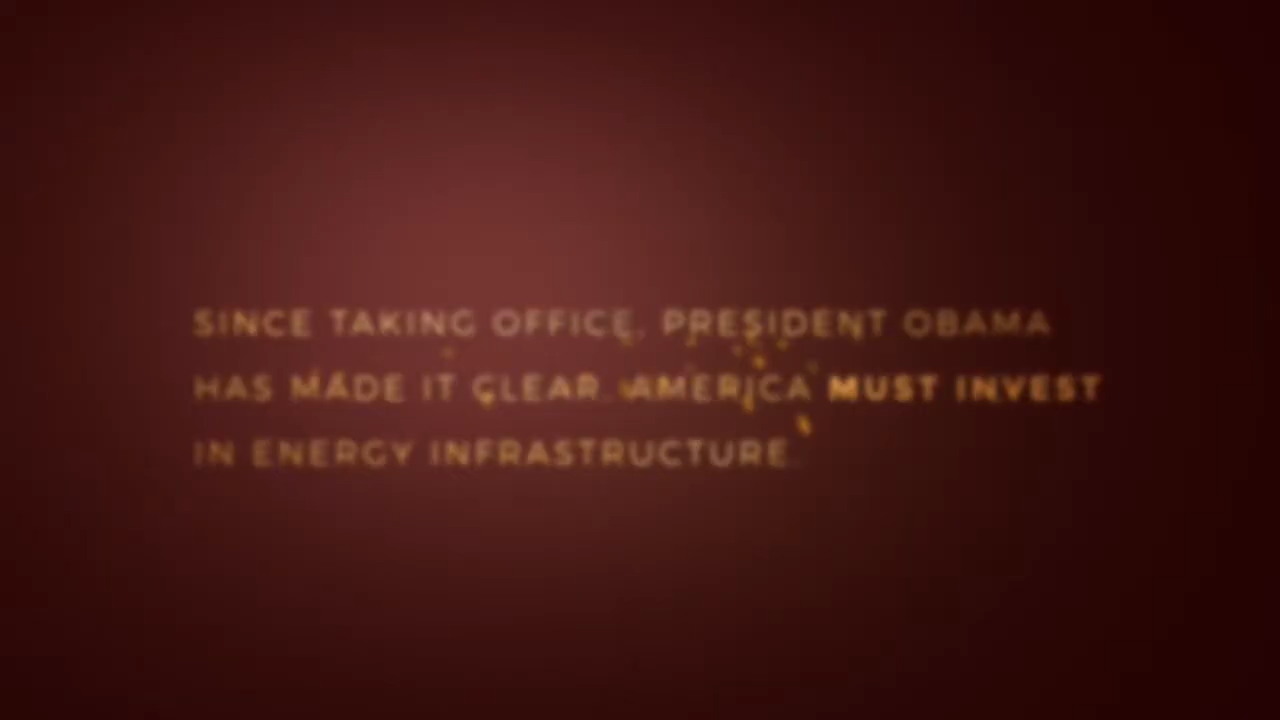 SINCE TAKING OFFICE, PRESIDENT OBAMA
HAS MADE IT CLEAR. AMERICA MUST INVEST
IN ENERGY INFRASTRUCTURE.